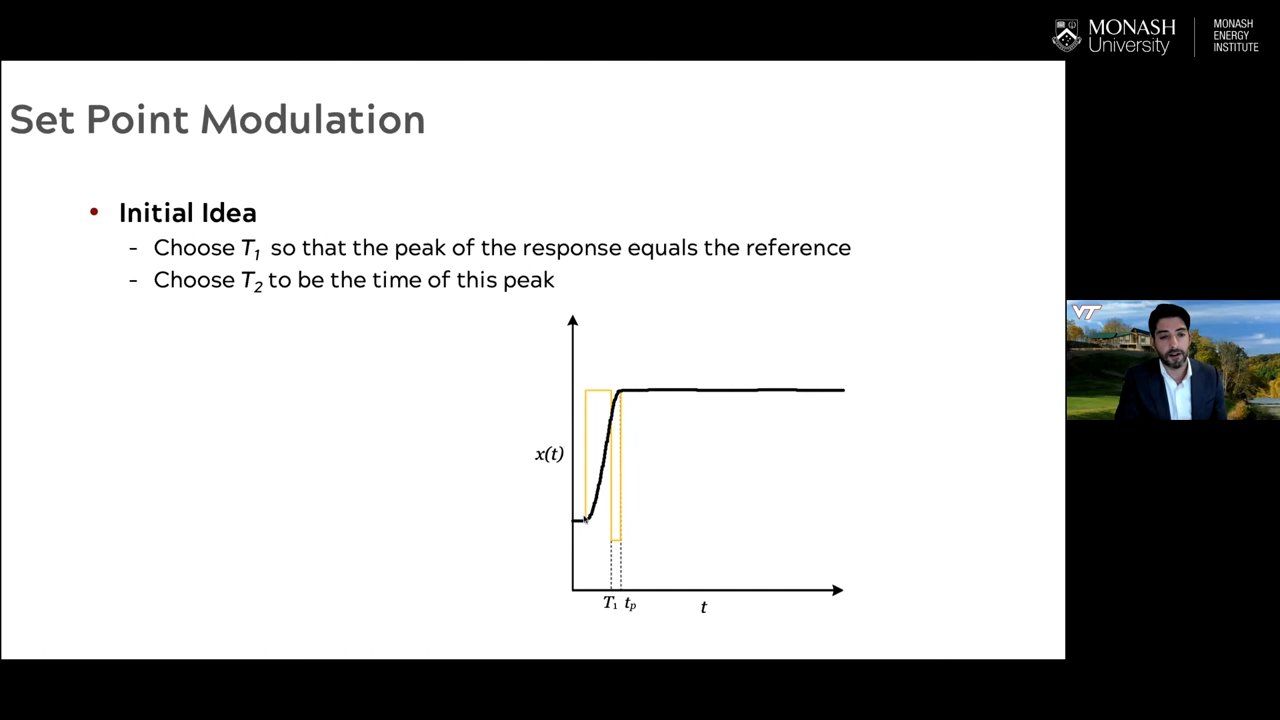 MONASH University
MONASH ENERGY INSTITUTE
Set Point Modulation
• Initial Idea
- Choose T₁ so that the peak of the response equals the reference
- Choose T₂ to be the time of this peak
VT
x(t)
T₁ tₚ
t